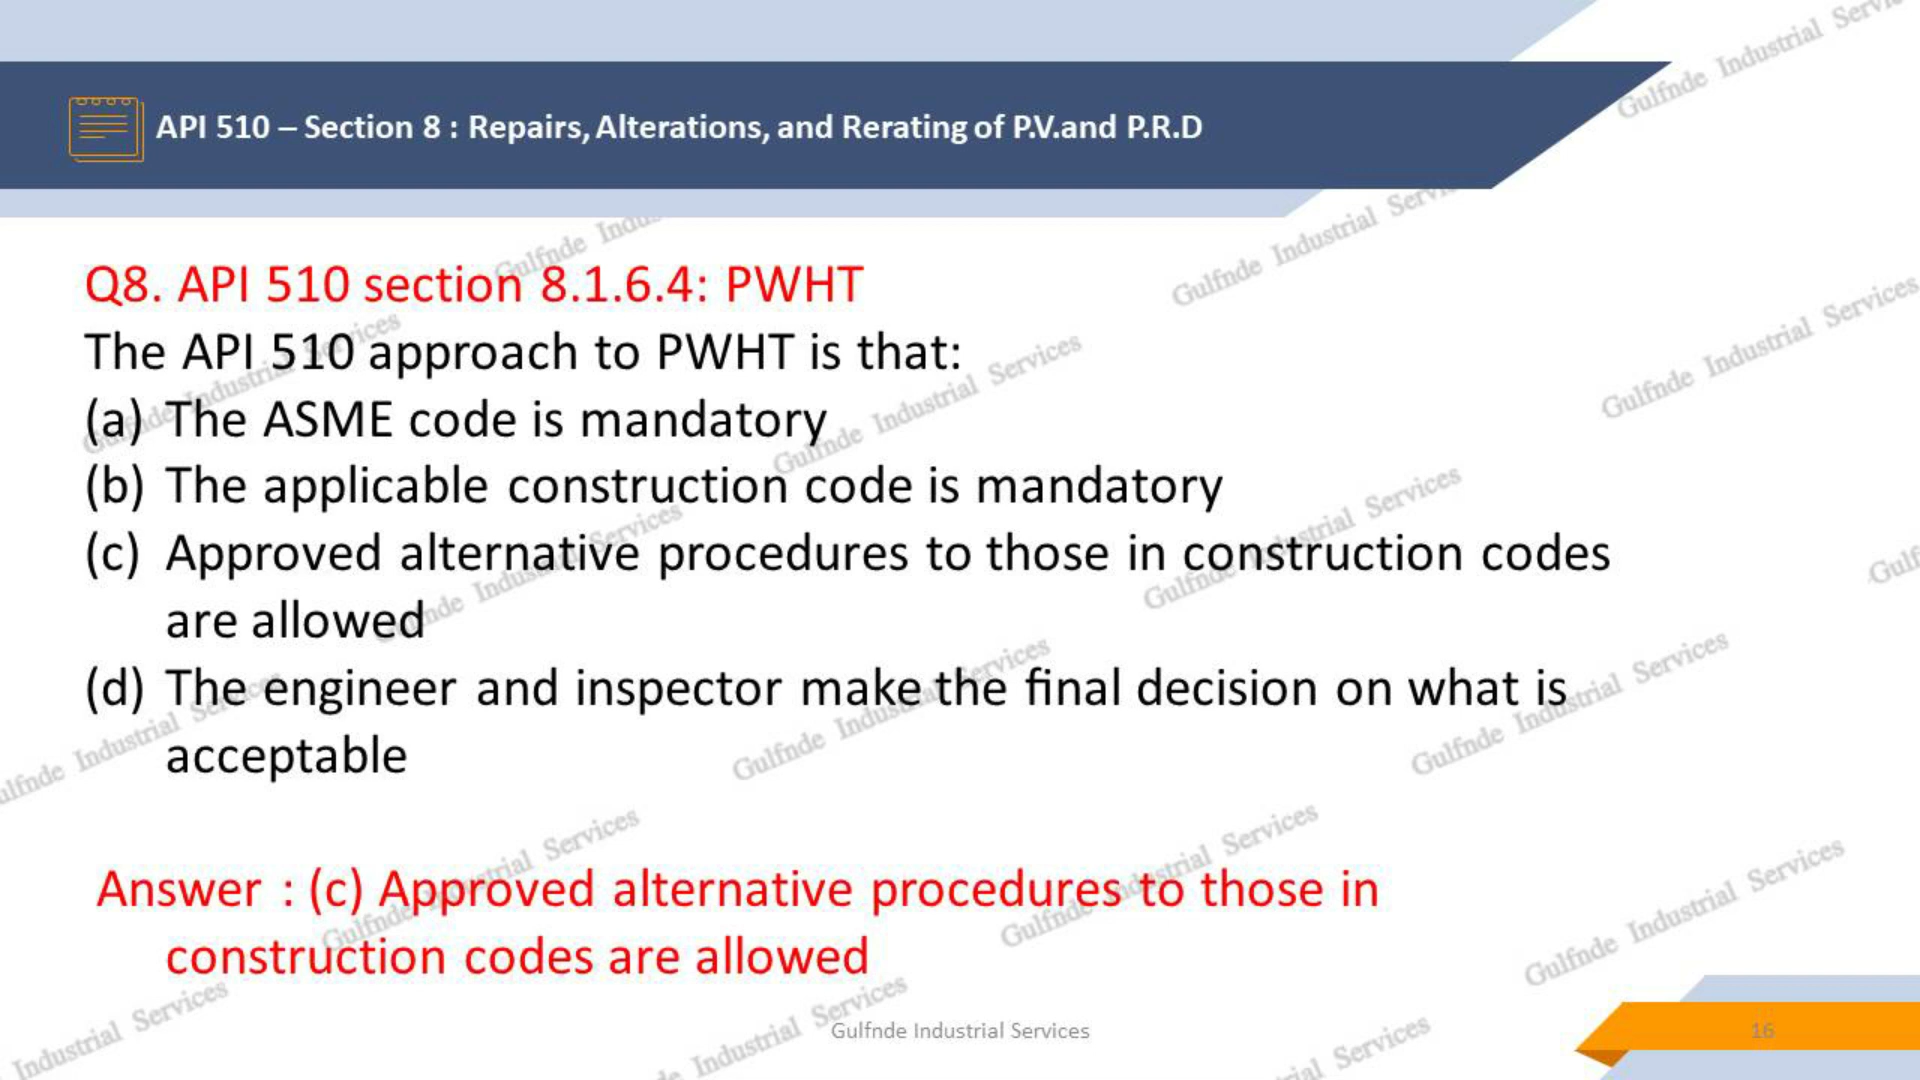 API 510 – Section 8 : Repairs, Alterations, and Rerating of P.V.and P.R.D
Q8. API 510 section 8.1.6.4: PWHT
The API 510 approach to PWHT is that:
(a) The ASME code is mandatory
(b) The applicable construction code is mandatory
(c) Approved alternative procedures to those in construction codes
are allowed
(d) The engineer and inspector make the final decision on what is
acceptable
Answer : (c) Approved alternative procedures to those in
construction codes are allowed
Gulfnde Industrial Services
16